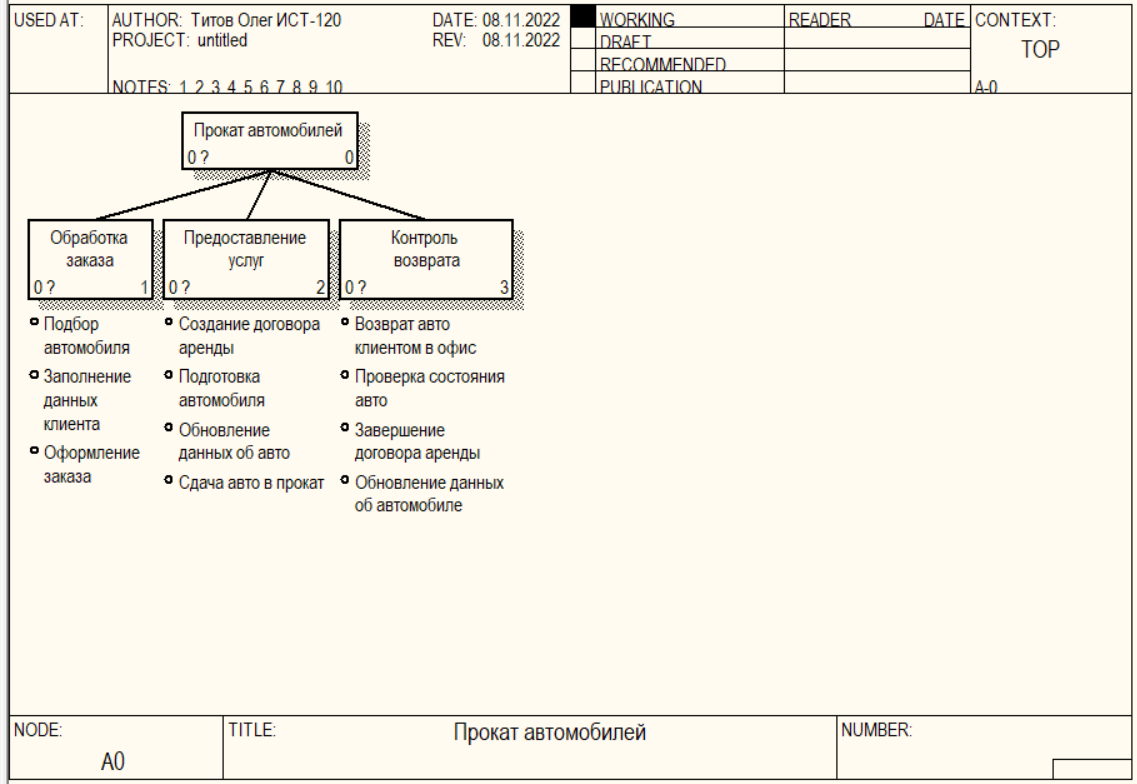 USED AT:
AUTHOR: Титов Олег ИСТ-120
DATE: 08.11.2022
PROJECT: untitled
REV: 08.11.2022
NOTES: 1 2 3 4 5 6 7 8 9 10
WORKING
DRAFT
RECOMMENDED
PUBLICATION
READER
DATE
CONTEXT:
TOP
A-0
Прокат автомобилей
0 ?
0
Обработка
заказа
0 ?
1
Предоставление
услуг
0 ?
2
Контроль
возврата
0 ?
3
Подбор
автомобиля
Заполнение
данных
клиента
Оформление
заказа
Создание договора
аренды
Подготовка
автомобиля
Обновление
данных об авто
Сдача авто в прокат
Возврат авто
клиентом в офис
Проверка состояния
авто
Завершение
договора аренды
Обновление данных
об автомобиле
NODE:
A0
TITLE:
Прокат автомобилей
NUMBER: